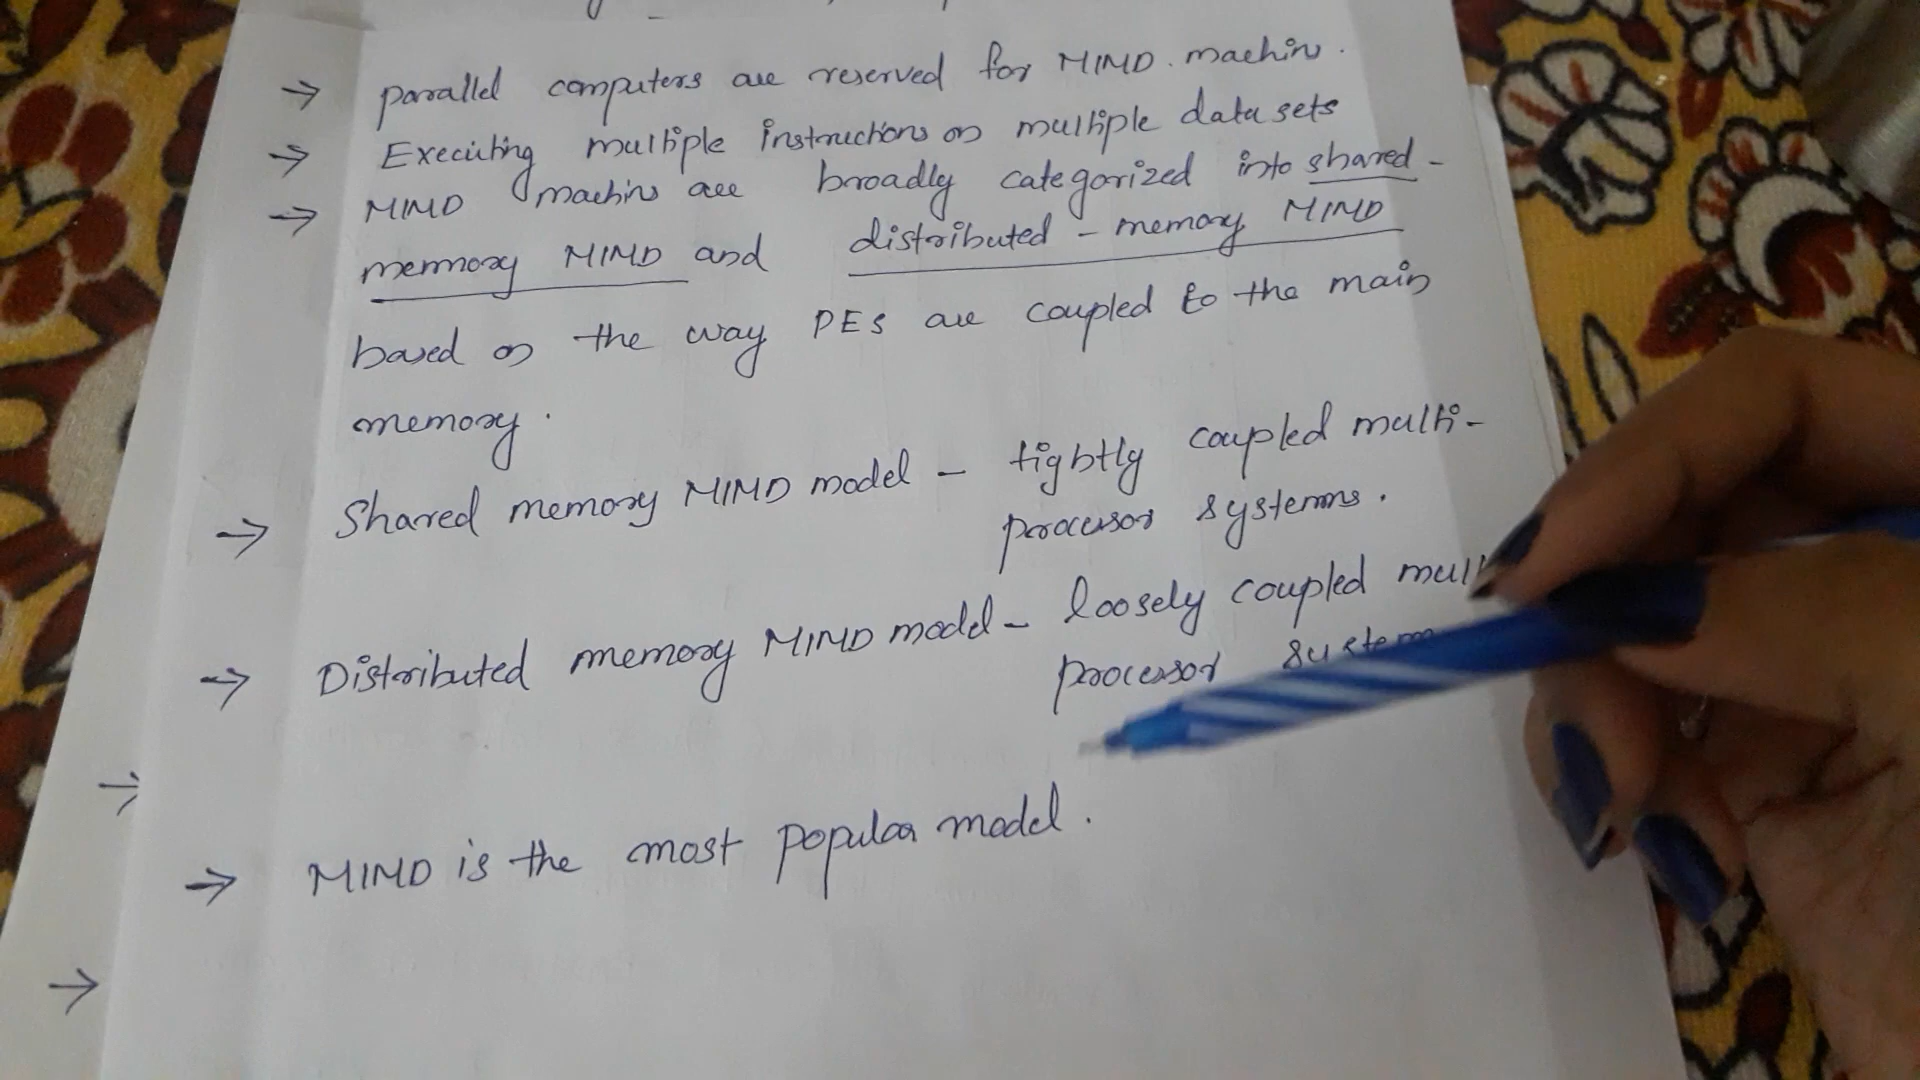 → parallel computers are reserved for MIMD machins.
→ Executing multiple instructions on multiple data sets
→ MIMD machins are broadly categorized into shared-
memory MIMD and distributed-memory MIMD
based on the way PEs are coupled to the main
memory.
→ Shared memory MIMD model - tightly coupled multi-
processor systems.
→ Distributed memory MIMD model - loosely coupled
processor system
→ MIMD is the most popular model.